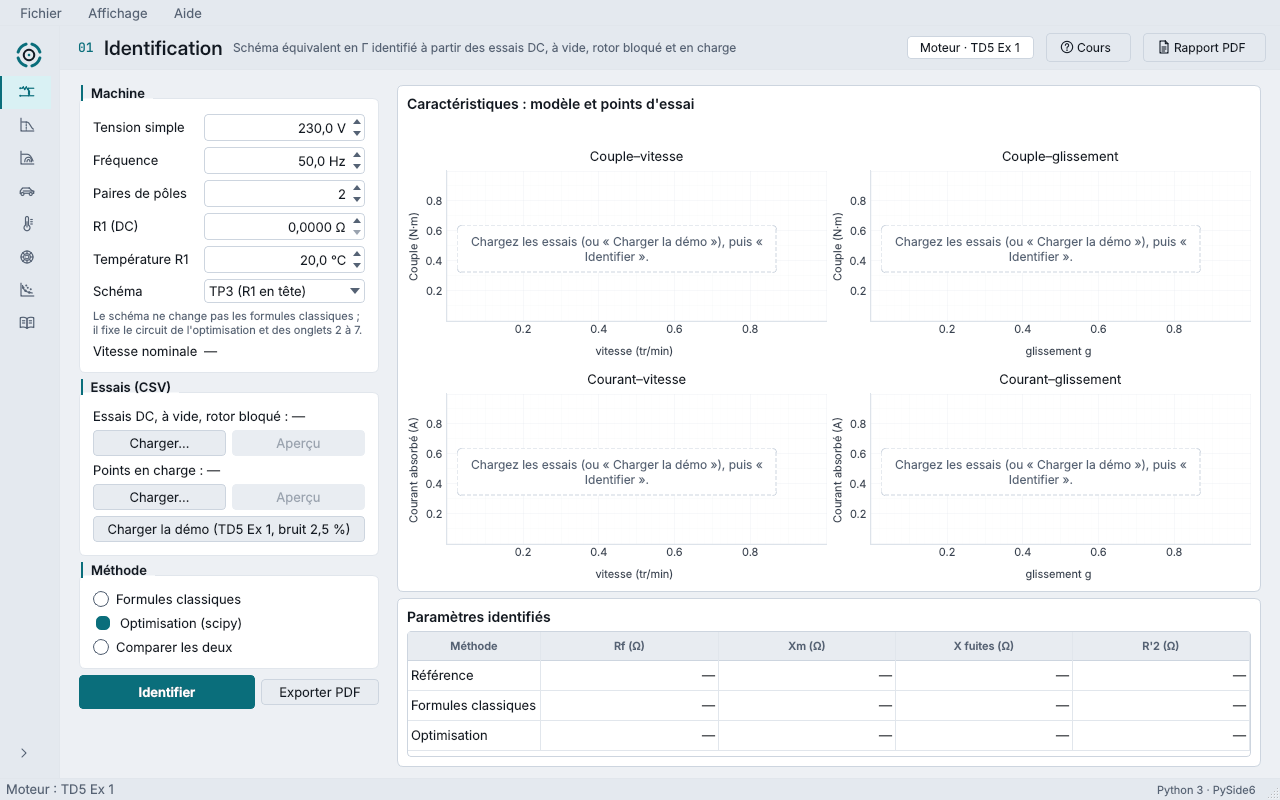 Fichier Affichage Aide
01 Identification Schéma équivalent en Γ identifié à partir des essais DC, à vide, rotor bloqué et en charge Moteur · TD5 Ex 1 Cours Rapport PDF
Machine
Tension simple 230,0 V
Fréquence 50,0 Hz
Paires de pôles 2
R1 (DC) 0,0000 Ω
Température R1 20,0 °C
Schéma TP3 (R1 en tête)
Le schéma ne change pas les formules classiques ;
il fixe le circuit de l'optimisation et des onglets 2 à 7.
Vitesse nominale —
Essais (CSV)
Essais DC, à vide, rotor bloqué : —
Charger... Aperçu
Points en charge : —
Charger... Aperçu
Charger la démo (TD5 Ex 1, bruit 2,5 %)
Méthode
Formules classiques
Optimisation (scipy)
Comparer les deux
Identifier Exporter PDF
Caractéristiques : modèle et points d'essai
Couple–vitesse
Couple (N·m)
0.8
0.6
0.4
0.2
Chargez les essais (ou « Charger la démo »), puis «
Identifier ».
0.2 0.4 0.6 0.8
vitesse (tr/min)
Couple–glissement
Couple (N·m)
0.8
0.6
0.4
0.2
Chargez les essais (ou « Charger la démo »), puis «
Identifier ».
0.2 0.4 0.6 0.8
glissement g
Courant–vitesse
Courant absorbé (A)
0.8
0.6
0.4
0.2
Chargez les essais (ou « Charger la démo »), puis «
Identifier ».
0.2 0.4 0.6 0.8
vitesse (tr/min)
Courant–glissement
Courant absorbé (A)
0.8
0.6
0.4
0.2
Chargez les essais (ou « Charger la démo »), puis «
Identifier ».
0.2 0.4 0.6 0.8
glissement g
Paramètres identifiés
Méthode Rf (Ω) Xm (Ω) X fuites (Ω) R'2 (Ω)
Référence — — — —
Formules classiques — — — —
Optimisation — — — —
Moteur : TD5 Ex 1 Python 3 · PySide6